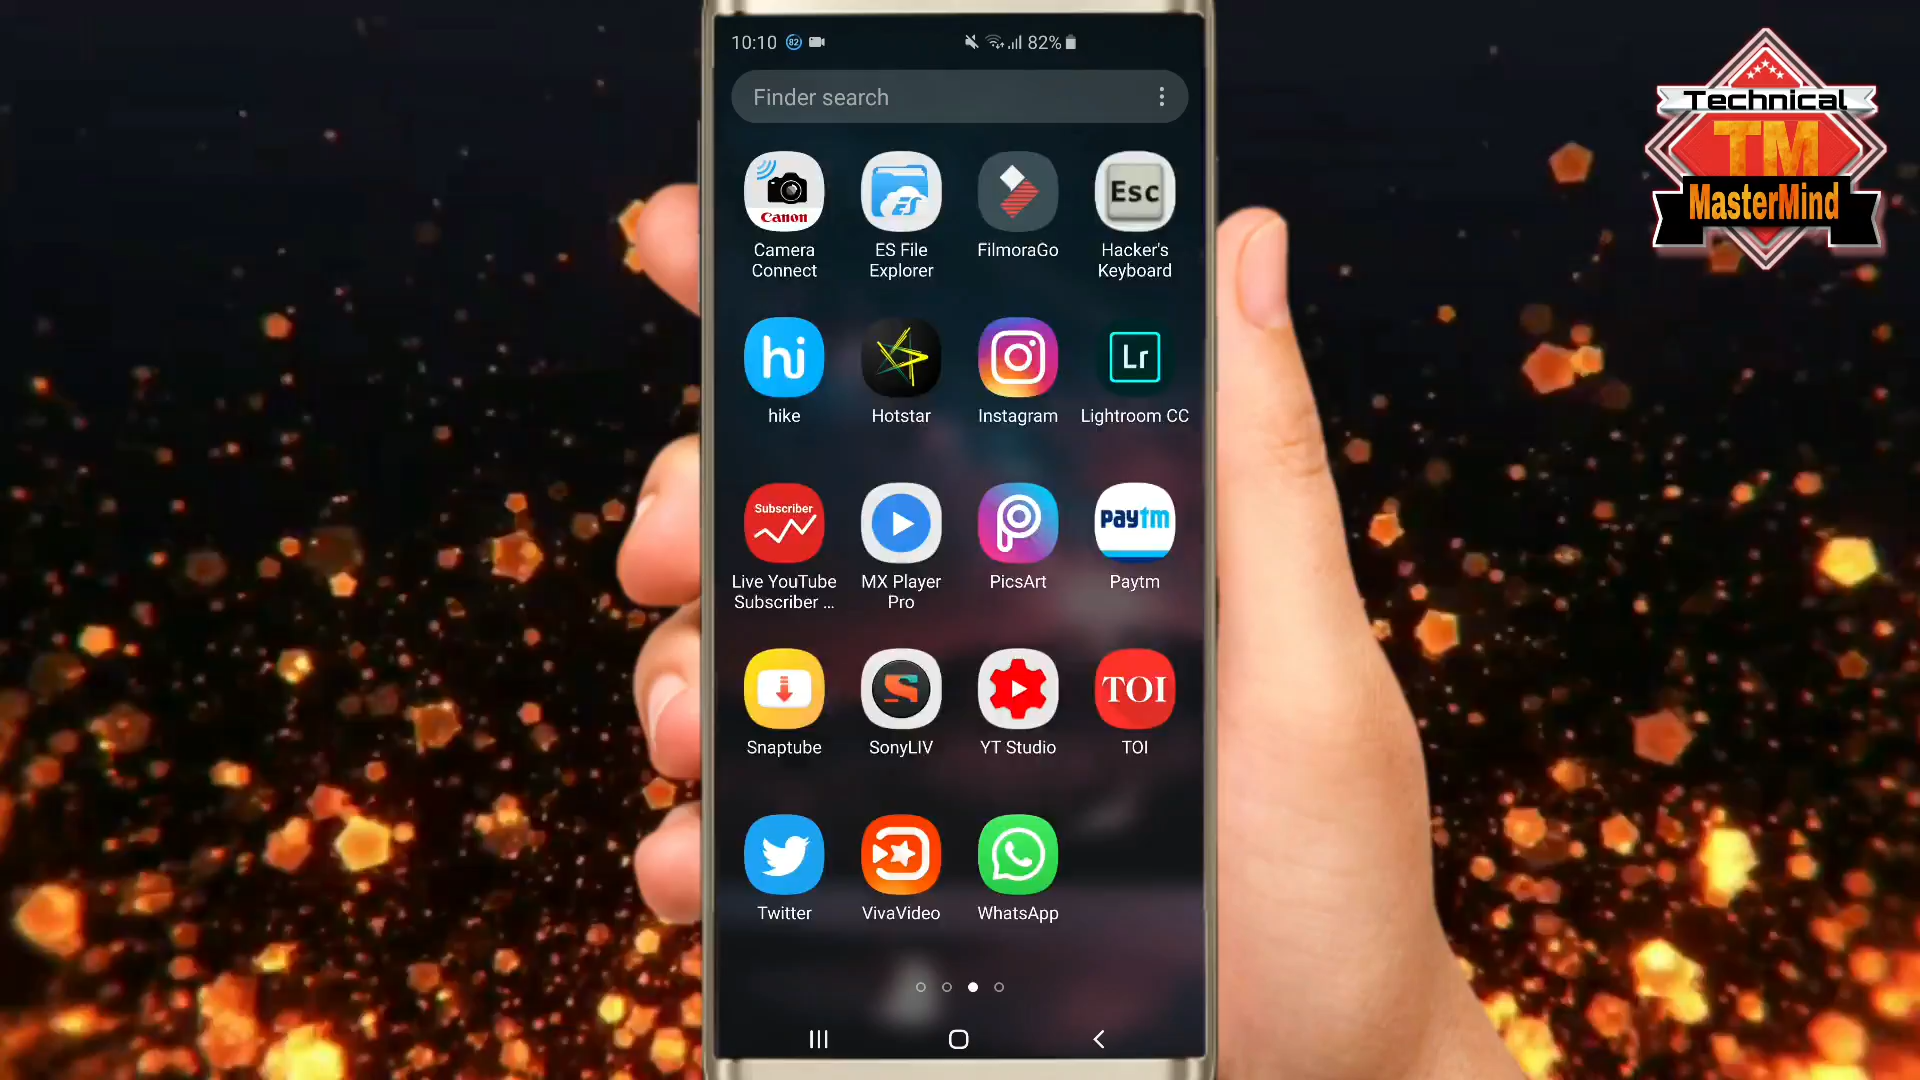 10:10 82 82%
Finder search
Technical
TM
MasterMind
Canon
Esc
Camera
Connect
ES File
Explorer
FilmoraGo
Hacker's
Keyboard
ES
hi
Lr
hike
Hotstar
Instagram
Lightroom CC
Subscriber
paytm
Live YouTube
Subscriber ...
MX Player
Pro
PicsArt
Paytm
S
TOI
Snaptube
SonyLIV
YT Studio
TOI
Twitter
VivaVideo
WhatsApp